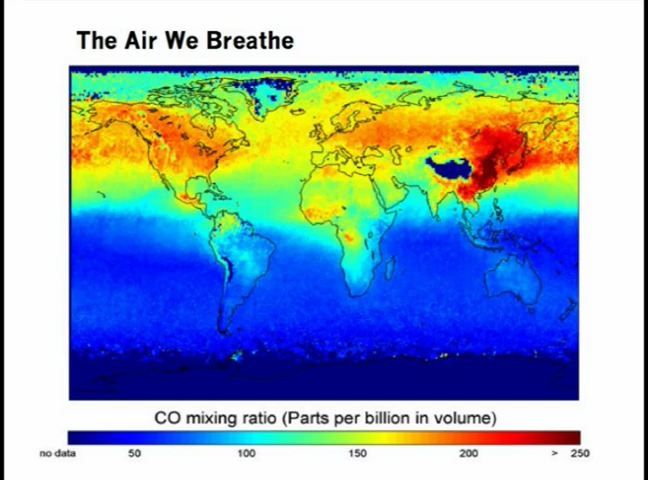 The Air We Breathe
CO mixing ratio (Parts per billion in volume)
no data 50 100 150 200 > 250